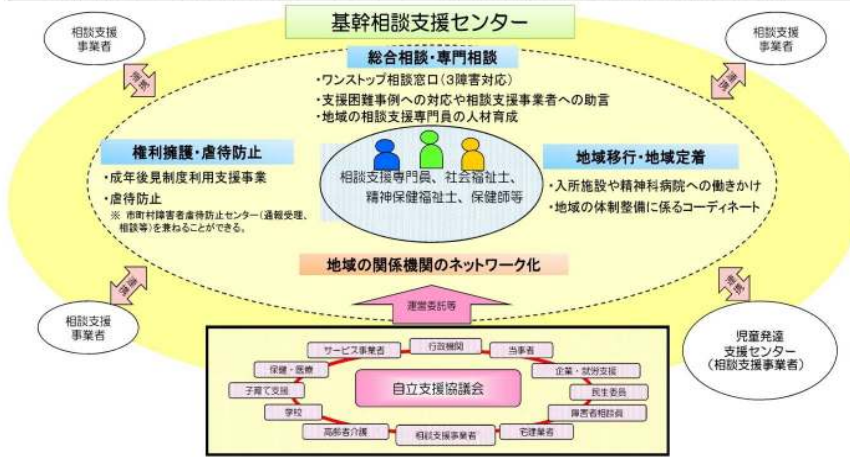 基幹相談支援センター
相談支援
事業者
相談支援
事業者
連携
連携
総合相談・専門相談
・ワンストップ相談窓口(3障害対応)
・支援困難事例への対応や相談支援事業者への助言
・地域の相談支援専門員の人材育成
権利擁護・虐待防止
・成年後見制度利用支援事業
・虐待防止
※ 市町村障害者虐待防止センター(通報受理、
相談等)を兼ねることができる。
相談支援専門員、社会福祉士、
精神保健福祉士、保健師等
地域移行・地域定着
・入所施設や精神科病院への働きかけ
・地域の体制整備に係るコーディネート
地域の関係機関のネットワーク化
連携
連携
相談支援
事業者
運営委託等
児童発達
支援センター
(相談支援事業者)
サービス事業者
行政機関
当事者
保健・医療
企業・就労支援
子育て支援
自立支援協議会
民生委員
学校
障害者相談員
高齢者介護
相談支援事業者
宅建業者